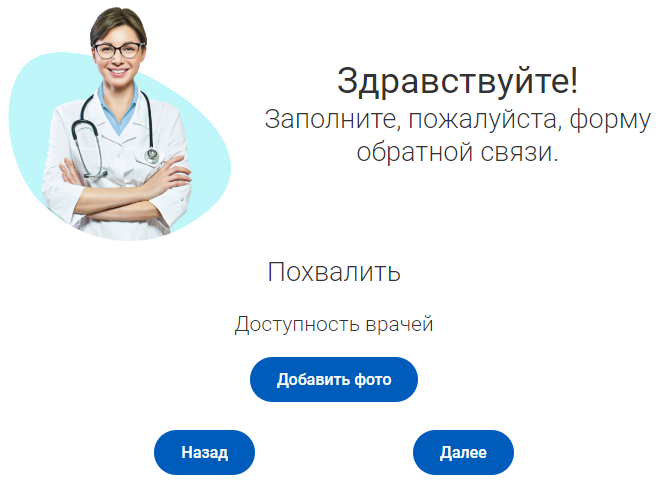 Здравствуйте!
Заполните, пожалуйста, форму
обратной связи.
Похвалить
Доступность врачей
Добавить фото
Назад
Далее